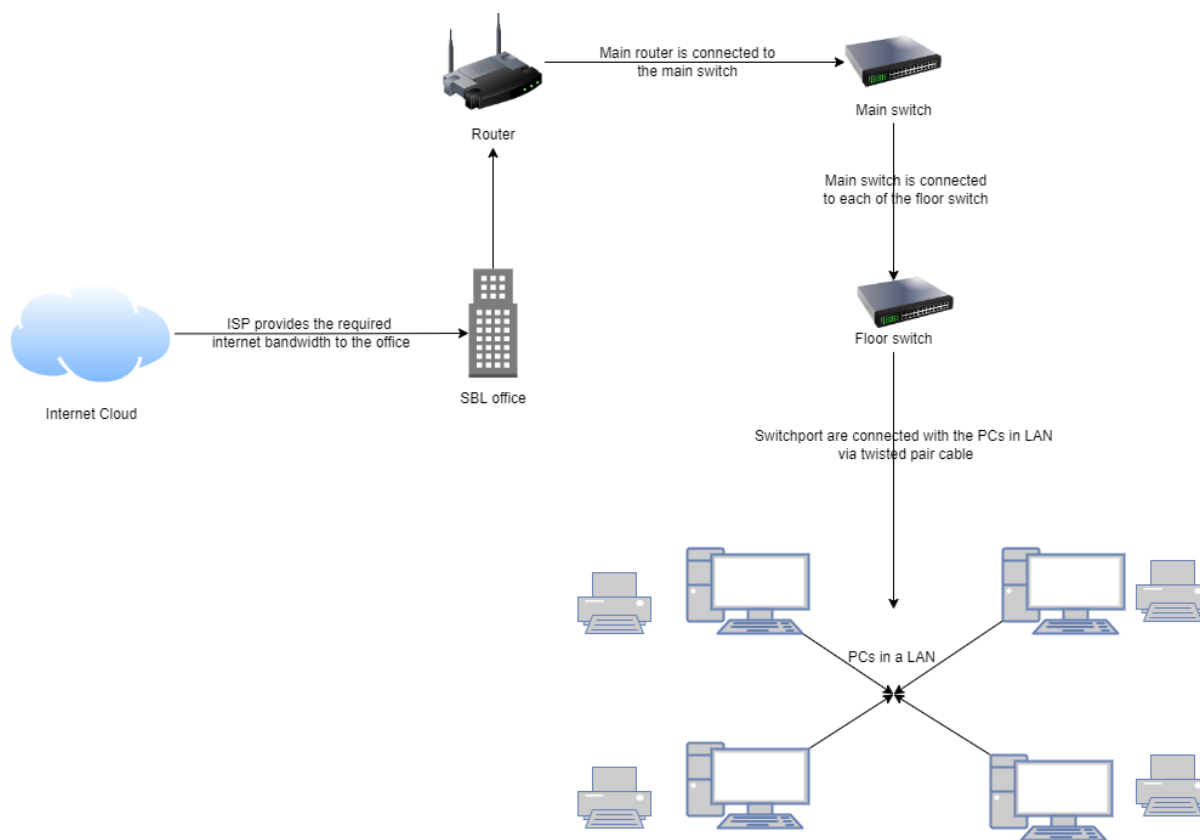 Main router is connected to
the main switch
Router
Main switch
Main switch is connected
to each of the floor switch
ISP provides the required
internet bandwidth to the office
Floor switch
SBL office
Internet Cloud
Switchport are connected with the PCs in LAN
via twisted pair cable
PCs in a LAN